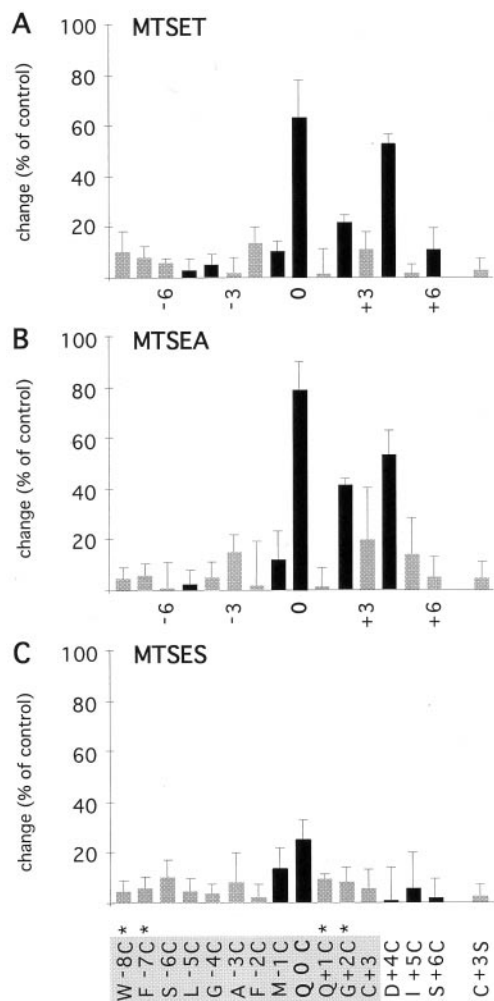 A MTSET
change (% of control)
100
80
60
40
20
-6 -3 0 +3 +6
B MTSEA
change (% of control)
100
80
60
40
20
-6 -3 0 +3 +6
C MTSES
change (% of control)
100
80
60
40
20
W -8C *
F -7C *
S -6C
L -5C
G -4C
A -3C
F -2C
M -1C
Q 0 C
Q +1C *
G +2C *
C +3
D +4C
I +5C
S +6C
C +3S